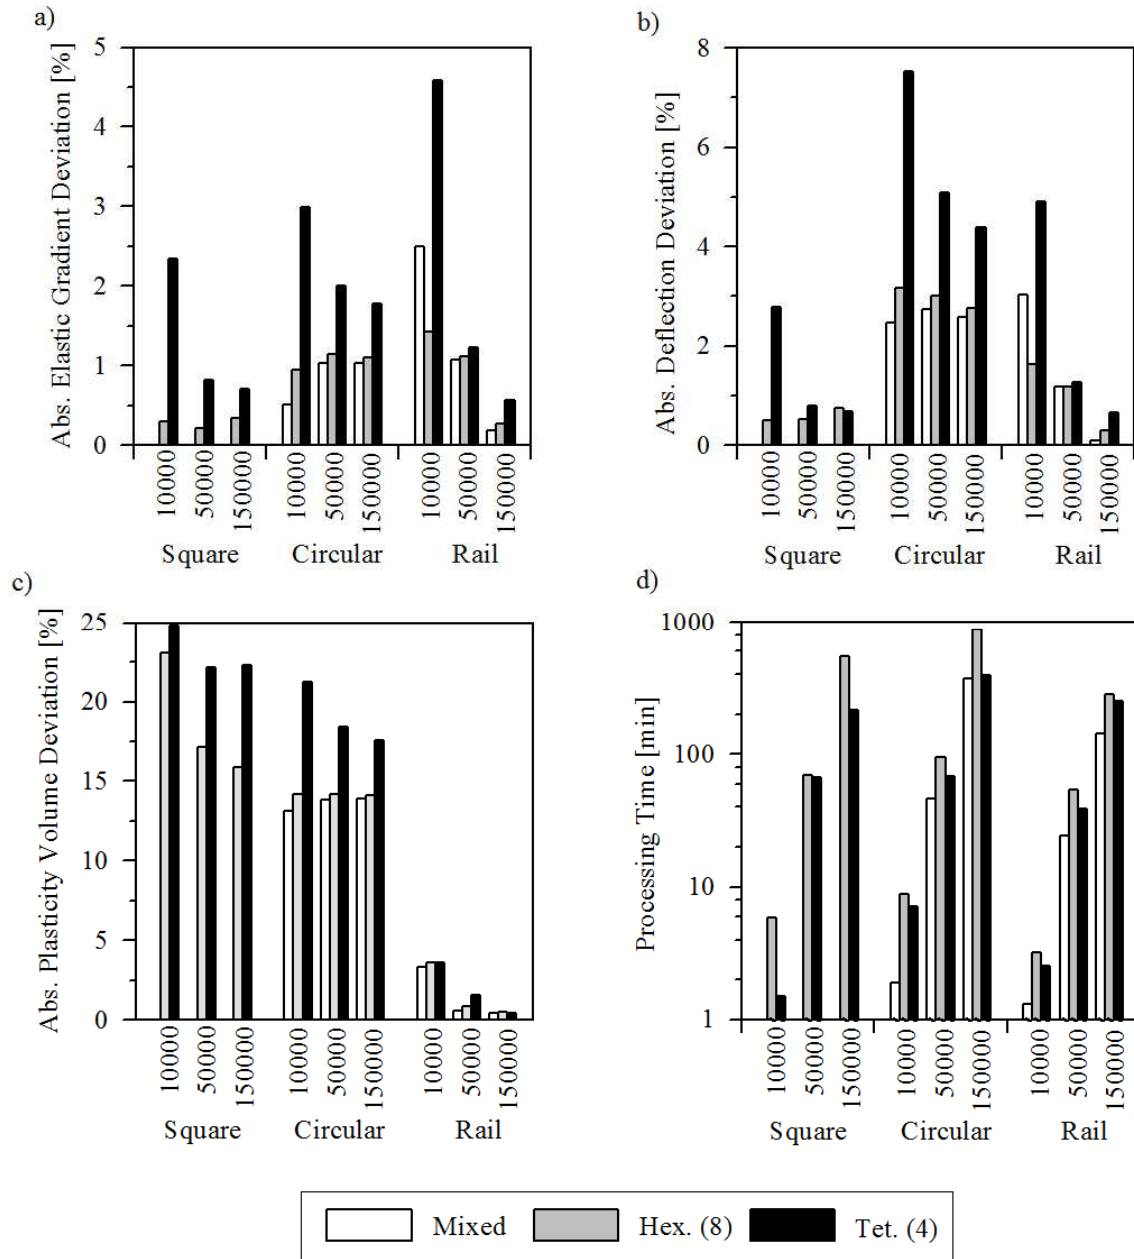 a)
Abs. Elastic Gradient Deviation [%]
5
4
3
2
1
0
10000
50000
150000
10000
50000
150000
10000
50000
150000
Square
Circular
Rail
b)
Abs. Deflection Deviation [%]
8
6
4
2
0
10000
50000
150000
10000
50000
150000
10000
50000
150000
Square
Circular
Rail
c)
Abs. Plasticity Volume Deviation [%]
25
20
15
10
5
0
10000
50000
150000
10000
50000
150000
10000
50000
150000
Square
Circular
Rail
d)
Processing Time [min]
1000
100
10
1
10000
50000
150000
10000
50000
150000
10000
50000
150000
Square
Circular
Rail
Mixed
Hex. (8)
Tet. (4)